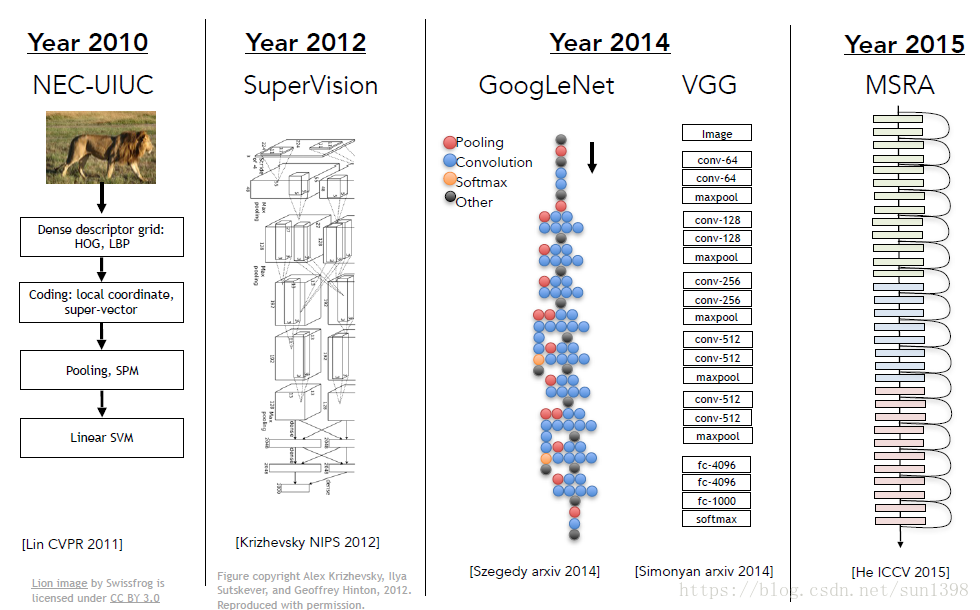 Year 2010
NEC-UIUC
Dense descriptor grid:
HOG, LBP
Coding: local coordinate,
super-vector
Pooling, SPM
Linear SVM
[Lin CVPR 2011]
Lion image by Swissfrog is
licensed under CC BY 3.0
Year 2012
SuperVision
[Krizhevsky NIPS 2012]
Figure copyright Alex Krizhevsky, Ilya
Sutskever, and Geoffrey Hinton, 2012.
Reproduced with permission.
Year 2014
GoogLeNet
Pooling
Convolution
Softmax
Other
[Szegedy arxiv 2014]
VGG
Image
conv-64
conv-64
maxpool
conv-128
conv-128
maxpool
conv-256
conv-256
maxpool
conv-512
conv-512
maxpool
conv-512
conv-512
maxpool
fc-4096
fc-4096
fc-1000
softmax
[Simonyan arxiv 2014]
Year 2015
MSRA
[He ICCV 2015]
https://blog.csdn.net/sun1398